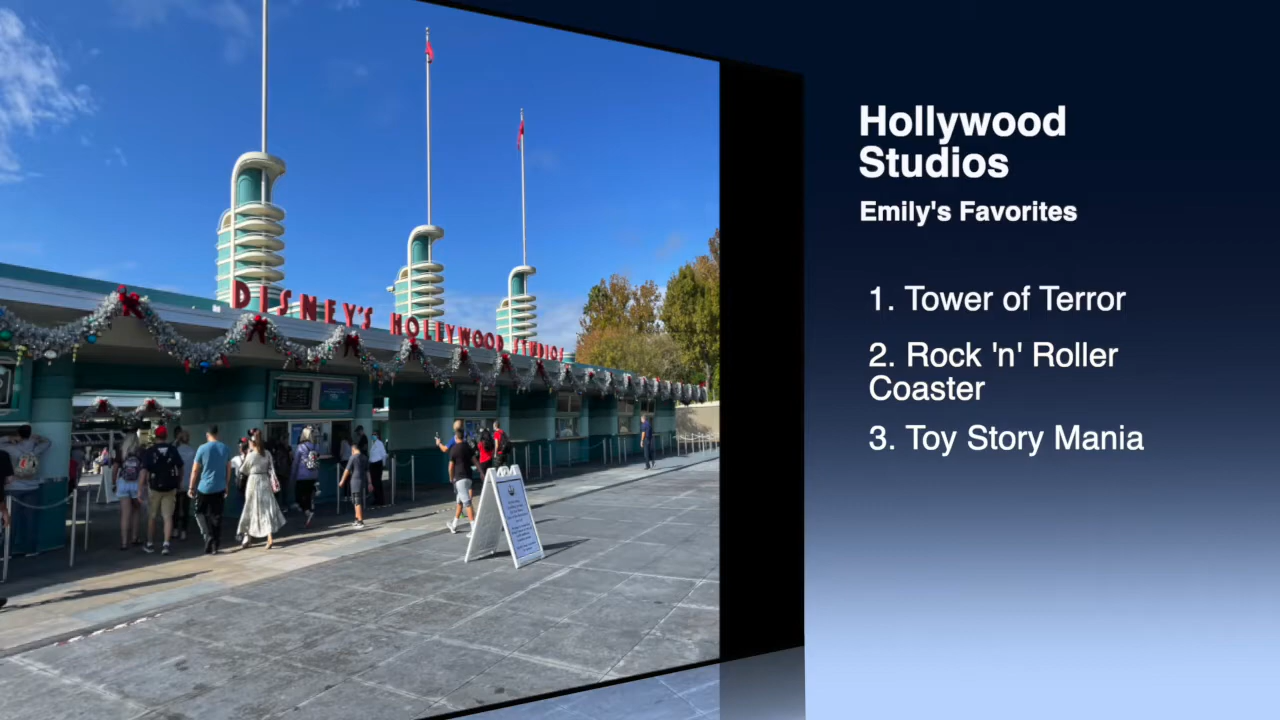 DISNEY'S HOLLYWOOD STUDIOS
Hollywood
Studios
Emily's Favorites
1. Tower of Terror
2. Rock 'n' Roller
Coaster
3. Toy Story Mania